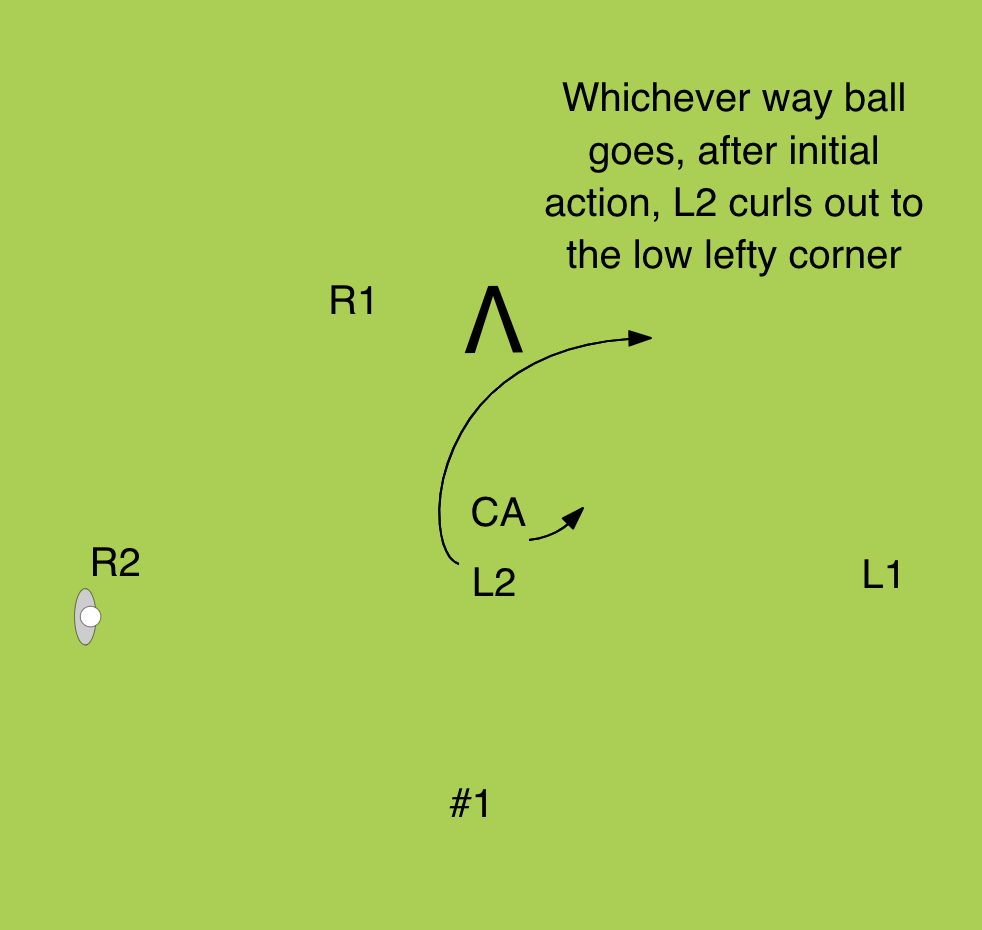 Whichever way ball
goes, after initial
action, L2 curls out to
the low lefty corner
R1
Λ
CA
R2
L2
L1
#1